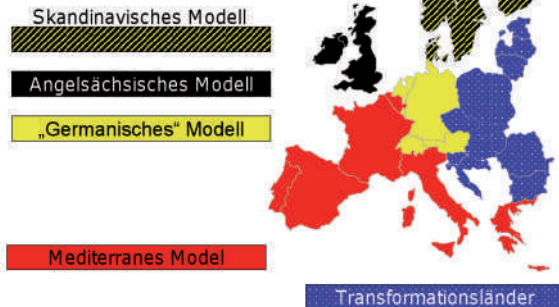 Skandinavisches Modell
Angelsächsisches Modell
„Germanisches“ Modell
Mediterranes Model
Transformationsländer